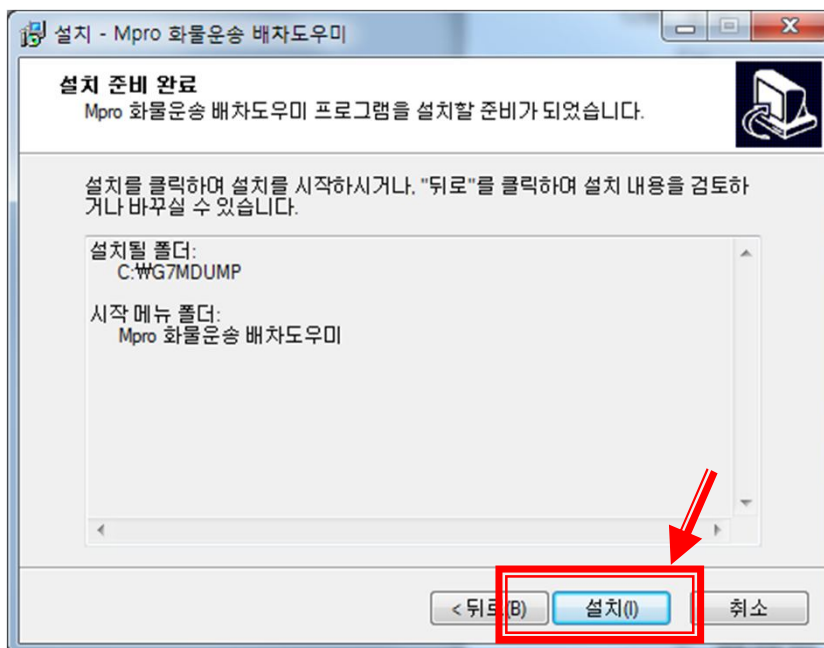 설치 - Mpro 화물운송 배차도우미
설치 준비 완료
Mpro 화물운송 배차도우미 프로그램을 설치할 준비가 되었습니다.
설치를 클릭하여 설치를 시작하시거나, "뒤로"를 클릭하여 설치 내용을 검토하
거나 바꾸실 수 있습니다.
설치될 폴더:
C:₩G7MDUMP
시작 메뉴 폴더:
Mpro 화물운송 배차도우미
< 뒤로(B)
설치(I)
취소